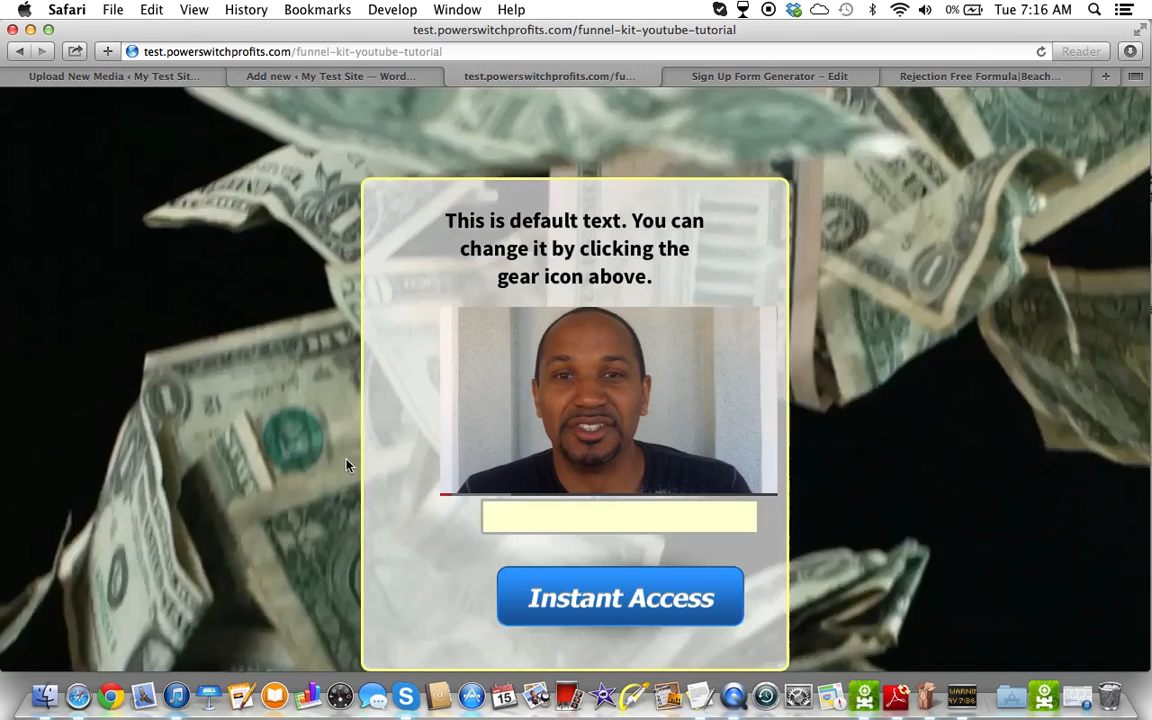 Safari File Edit View History Bookmarks Develop Window Help 0% Tue 7:16 AM
test.powerswitchprofits.com/funnel-kit-youtube-tutorial
test.powerswitchprofits.com/funnel-kit-youtube-tutorial Reader
Upload New Media ‹ My Test Sit... Add new ‹ My Test Site — Word... test.powerswitchprofits.com/fu... Sign Up Form Generator – Edit Rejection Free Formula|Beach...
This is default text. You can
change it by clicking the
gear icon above.
Instant Access
15